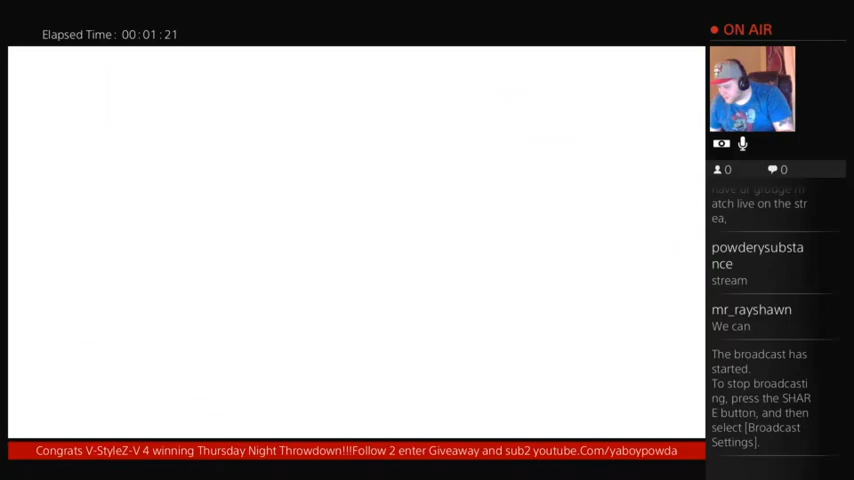 Elapsed Time: 00:01:21
ON AIR
0 0
atch live on the str
ea,
powderysubsta
nce
stream
mr_rayshawn
We can
The broadcast has
started.
To stop broadcasti
ng, press the SHAR
E button, and then
select [Broadcast
Settings].
Congrats V-StyleZ-V 4 winning Thursday Night Throwdown!!!Follow 2 enter Giveaway and sub2 youtube.Com/yaboypowda